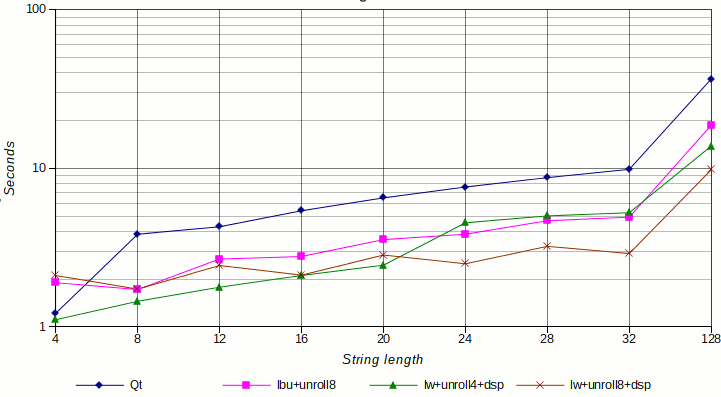 100
10
1
Seconds
4 8 12 16 20 24 28 32 128
String length
Qt lbu+unroll8 lw+unroll4+dsp lw+unroll8+dsp